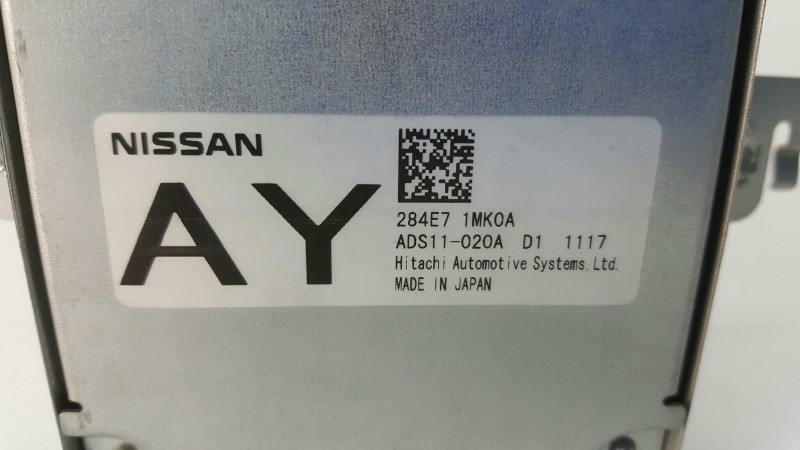 NISSAN
AY
284E7 1MK0A
ADS11-020A D1 1117
Hitachi Automotive Systems, Ltd.
MADE IN JAPAN